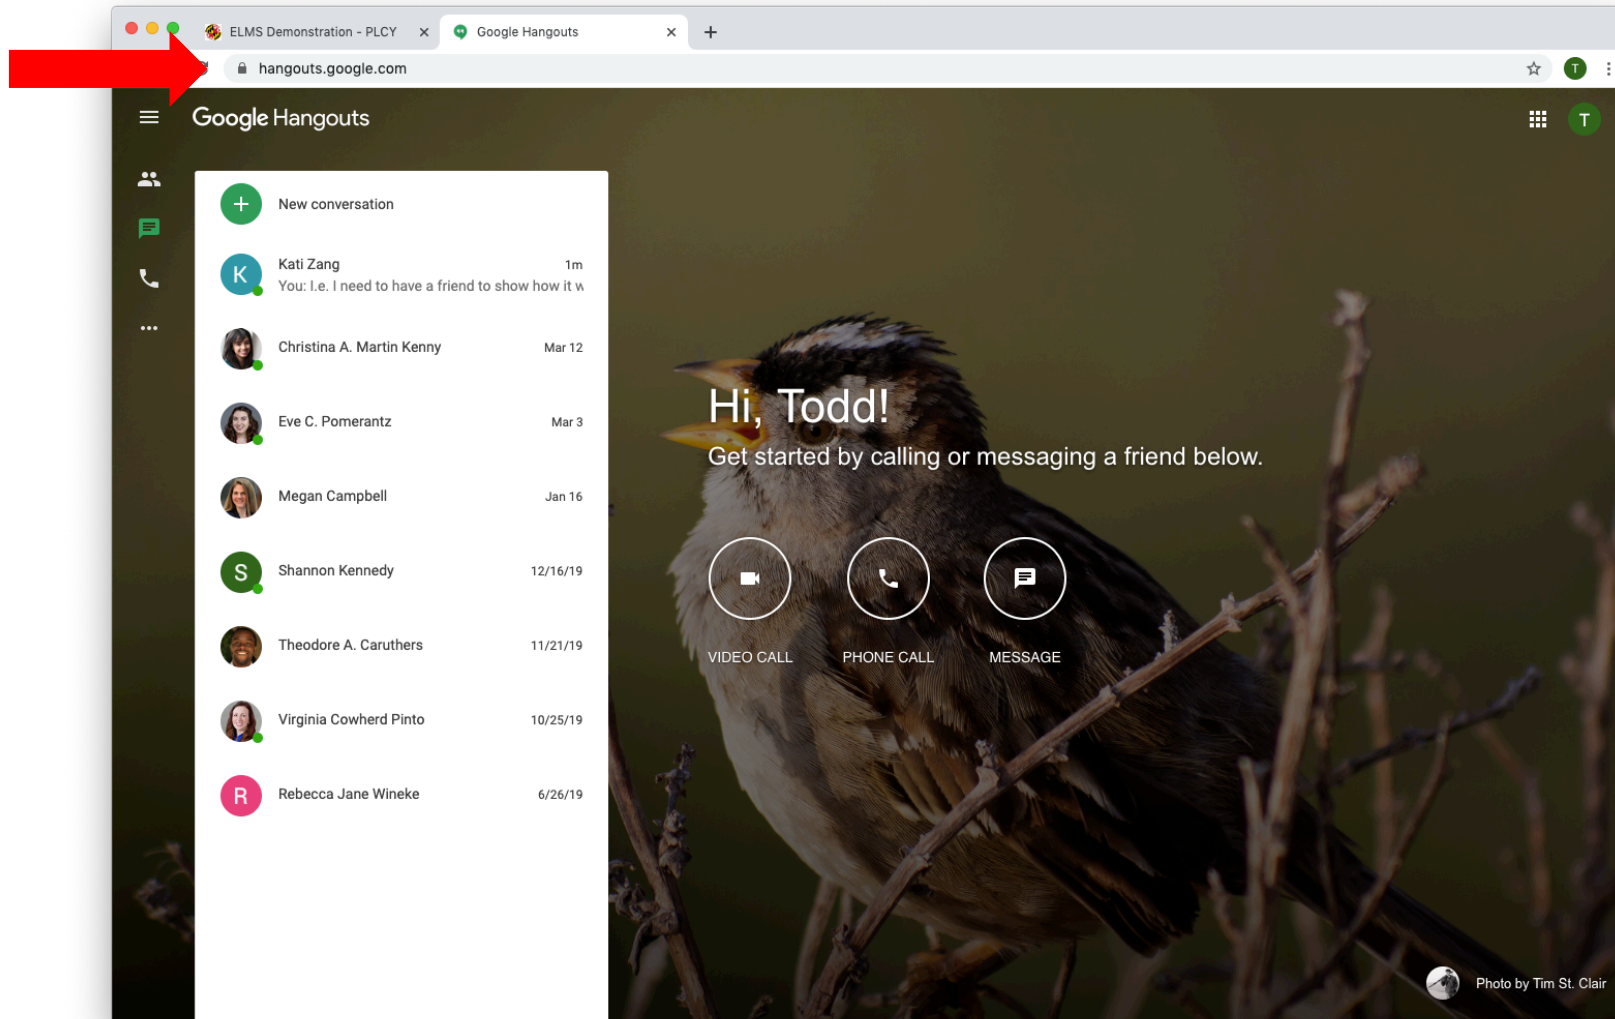 ELMS Demonstration - PLCY
Google Hangouts
hangouts.google.com
T
Google Hangouts
T
New conversation
K
Kati Zang 1m
You: I.e. I need to have a friend to show how it w
Christina A. Martin Kenny Mar 12
Eve C. Pomerantz Mar 3
Megan Campbell Jan 16
S
Shannon Kennedy 12/16/19
Theodore A. Caruthers 11/21/19
Virginia Cowherd Pinto 10/25/19
R
Rebecca Jane Wineke 6/26/19
Hi, Todd!
Get started by calling or messaging a friend below.
VIDEO CALL PHONE CALL MESSAGE
Photo by Tim St. Clair